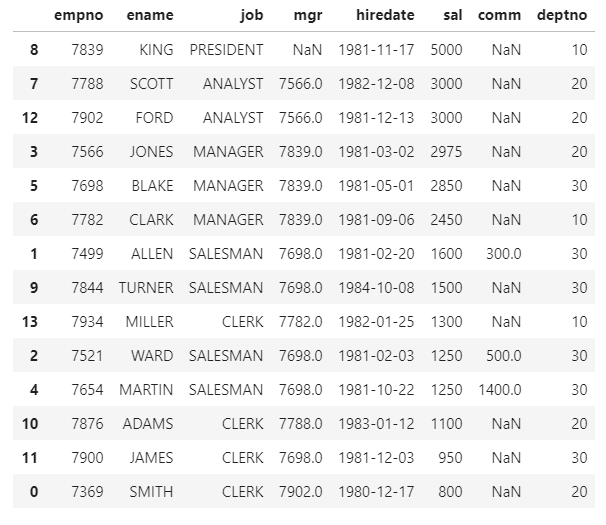 empno ename job mgr hiredate sal comm deptno
8 7839 KING PRESIDENT NaN 1981-11-17 5000 NaN 10
7 7788 SCOTT ANALYST 7566.0 1982-12-08 3000 NaN 20
12 7902 FORD ANALYST 7566.0 1981-12-13 3000 NaN 20
3 7566 JONES MANAGER 7839.0 1981-03-02 2975 NaN 20
5 7698 BLAKE MANAGER 7839.0 1981-05-01 2850 NaN 30
6 7782 CLARK MANAGER 7839.0 1981-09-06 2450 NaN 10
1 7499 ALLEN SALESMAN 7698.0 1981-02-20 1600 300.0 30
9 7844 TURNER SALESMAN 7698.0 1984-10-08 1500 NaN 30
13 7934 MILLER CLERK 7782.0 1982-01-25 1300 NaN 10
2 7521 WARD SALESMAN 7698.0 1981-02-03 1250 500.0 30
4 7654 MARTIN SALESMAN 7698.0 1981-10-22 1250 1400.0 30
10 7876 ADAMS CLERK 7788.0 1983-01-12 1100 NaN 20
11 7900 JAMES CLERK 7698.0 1981-12-03 950 NaN 30
0 7369 SMITH CLERK 7902.0 1980-12-17 800 NaN 20